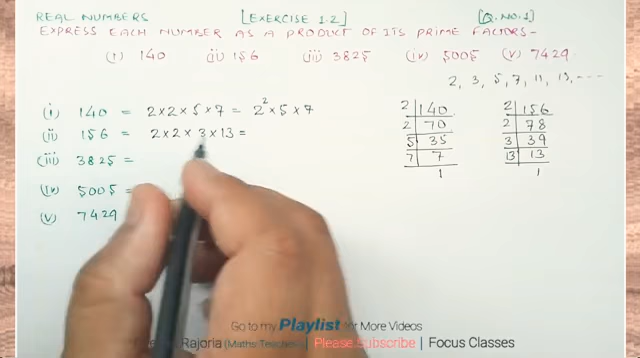 REAL NUMBERS [EXERCISE 1.2] [Q.NO.1]
EXPRESS EACH NUMBER AS A PRODUCT OF ITS PRIME FACTORS-
(i) 140 (ii) 156 (iii) 3825 (iv) 5005 (v) 7429
2, 3, 5, 7, 11, 13, ---
(i) 140 = 2×2×5×7 = 2²×5×7
(ii) 156 = 2×2×3×13 =
(iii) 3825 =
(iv) 5005 =
(v) 7429
2 140
2 70
5 35
7 7
1
2 156
2 78
3 39
13 13
1
Go to my Playlist for More Videos
Rajoria (Maths Teacher) | Please Subscribe | Focus Classes